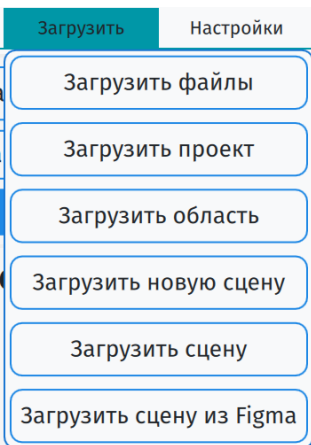 Загрузить Настройки
Загрузить файлы
Загрузить проект
Загрузить область
Загрузить новую сцену
Загрузить сцену
Загрузить сцену из Figma